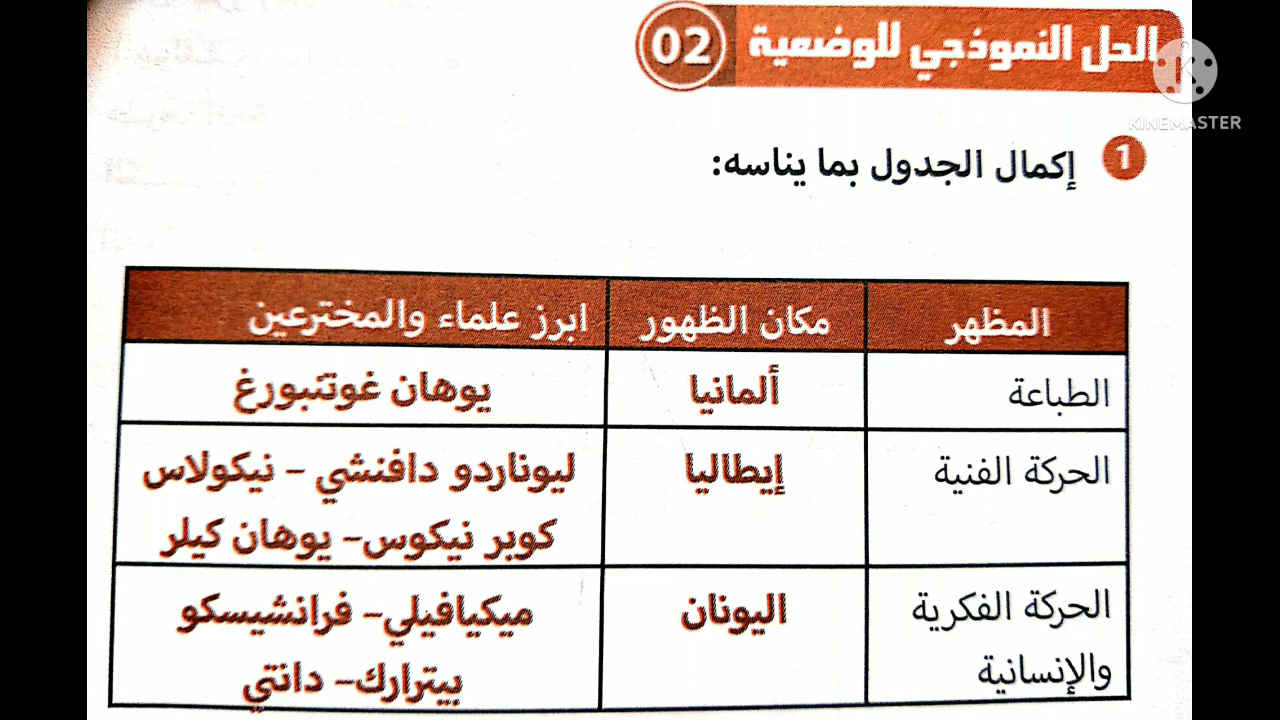 الحل النموذجي للوضعية 02
KINEMASTER
1 إكمال الجدول بما يناسه:
المظهر مكان الظهور ابرز علماء والمخترعين
الطباعة ألمانيا يوهان غوتنبورغ
الحركة الفنية إيطاليا ليوناردو دافنشي – نيكولاس
كوبر نيكوس– يوهان كيلر
الحركة الفكرية اليونان ميكيافيلي– فرانشيسكو
والإنسانية بيترارك– دانتي